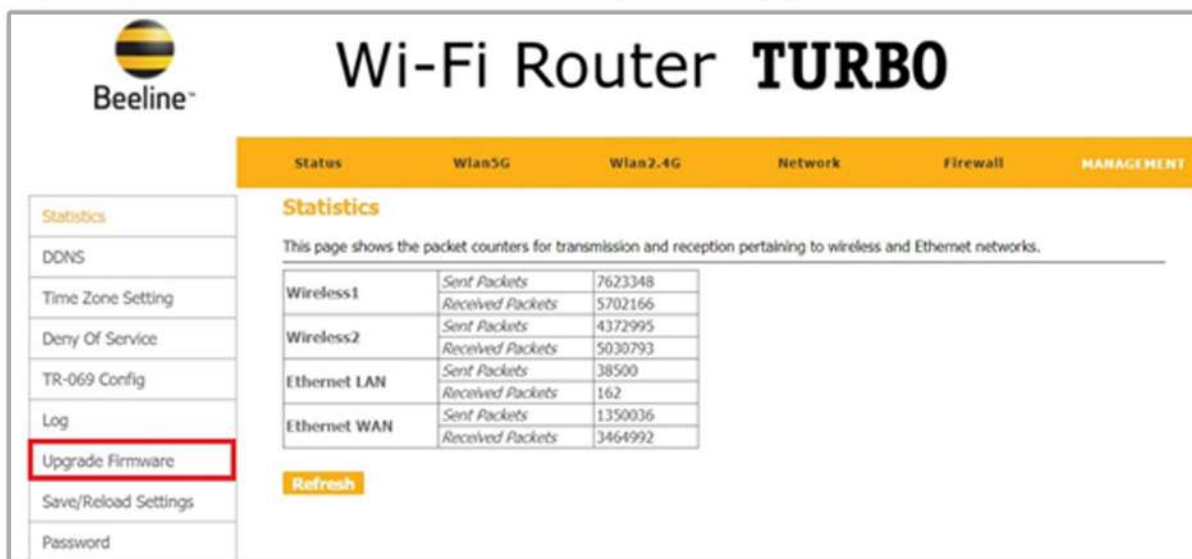 Beeline™
Wi-Fi Router TURBO
Status Wlan5G Wlan2.4G Network Firewall MANAGEMENT
Statistics
DDNS
Time Zone Setting
Deny Of Service
TR-069 Config
Log
Upgrade Firmware
Save/Reload Settings
Password
Statistics
This page shows the packet counters for transmission and reception pertaining to wireless and Ethernet networks.
Wireless1 Sent Packets 7623348
Received Packets 5702166
Wireless2 Sent Packets 4372995
Received Packets 5030793
Ethernet LAN Sent Packets 38500
Received Packets 162
Ethernet WAN Sent Packets 1350036
Received Packets 3464992
Refresh